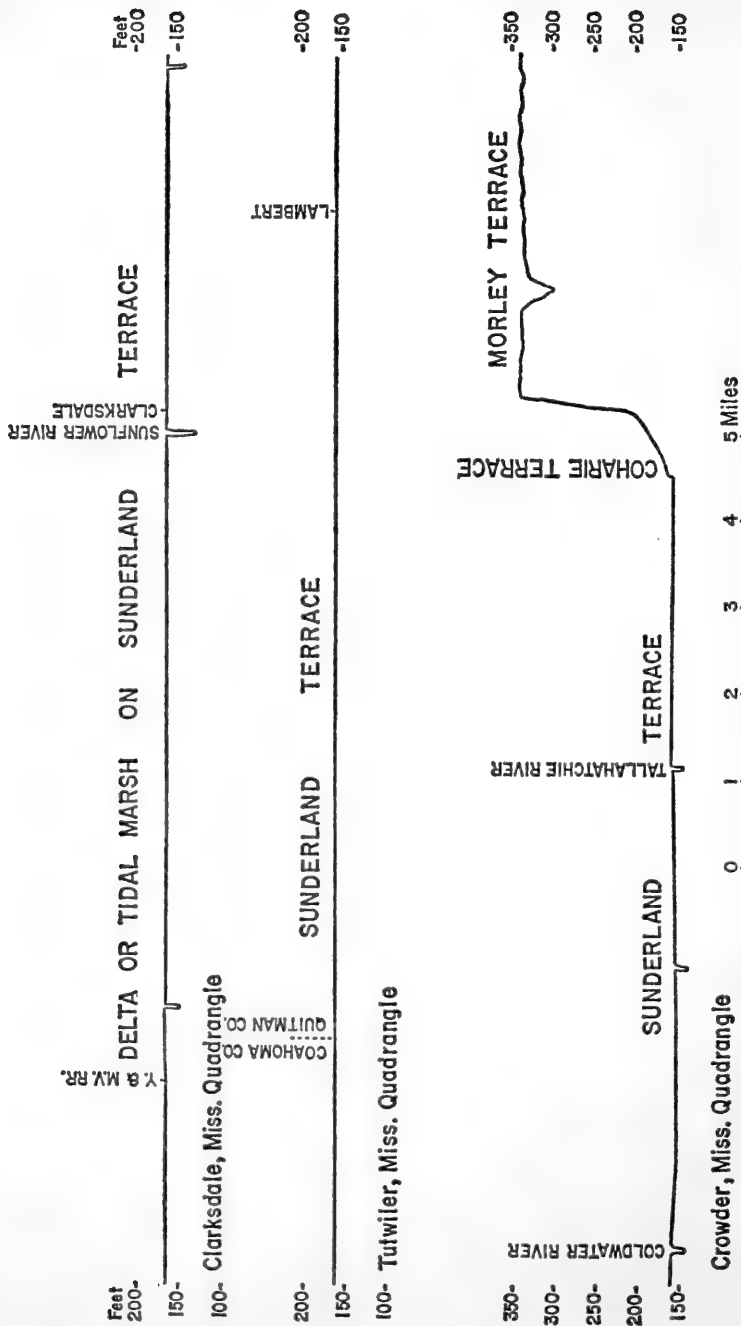 Feet
200-
150-
100-
Y. & M.V. RR.
DELTA OR TIDAL MARSH ON SUNDERLAND TERRACE
SUNFLOWER RIVER
CLARKSDALE
Feet
-200
-150
Clarksdale, Miss. Quadrangle
200-
150-
100-
COAHOMA CO.
QUITMAN CO.
SUNDERLAND TERRACE
LAMBERT
-200
-150
Tutwiler, Miss. Quadrangle
350-
300-
250-
200-
150-
COLDWATER RIVER
SUNDERLAND TERRACE
TALLAHATCHIE RIVER
COHARIE TERRACE
MORLEY TERRACE
-350
-300
-250
-200
-150
Crowder, Miss. Quadrangle
0 1 2 3 4 5 Miles